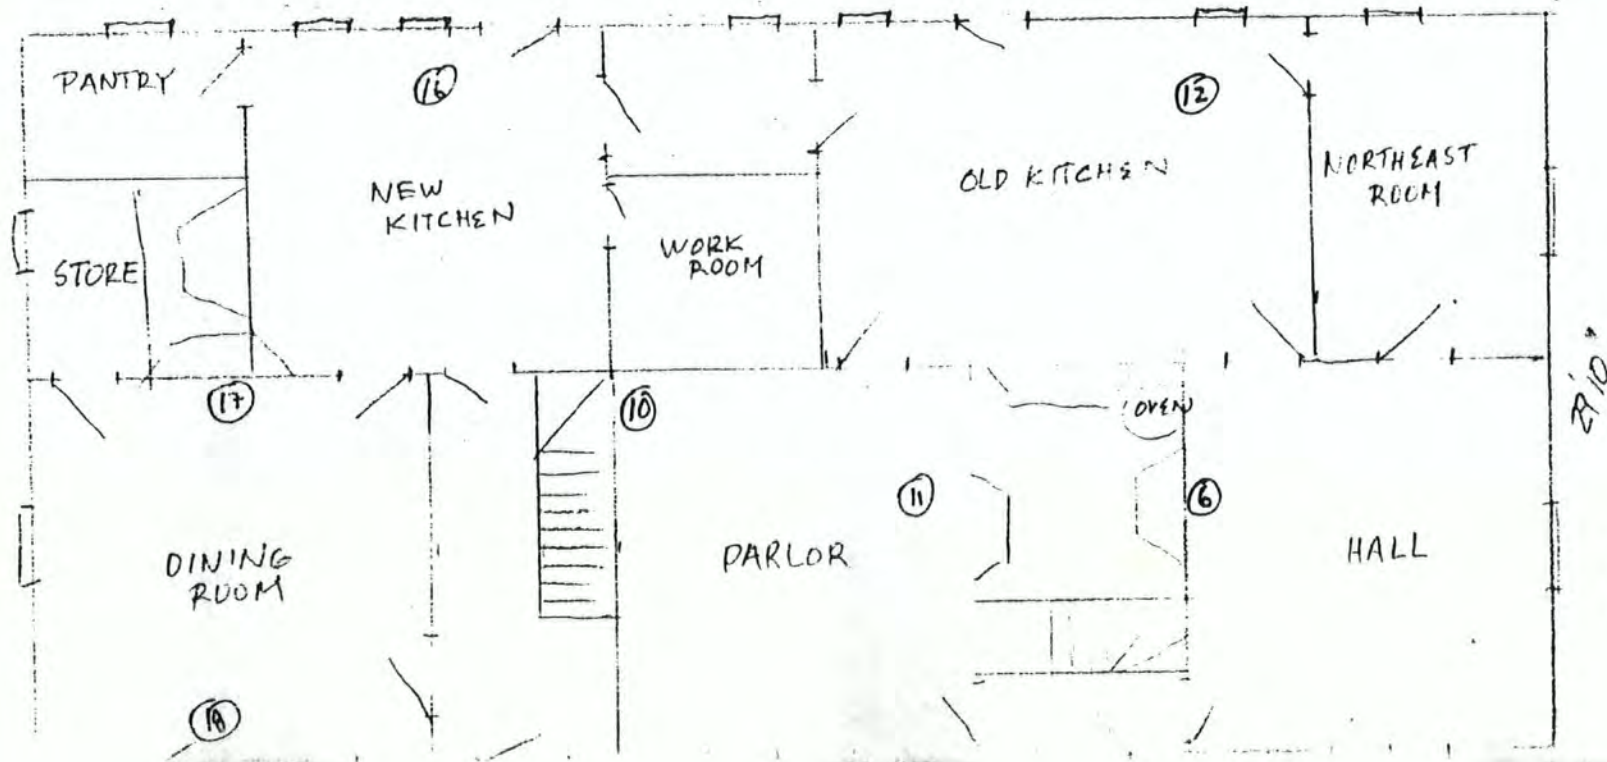 PANTRY
16
12
NEW
KITCHEN
OLD KITCHEN
NORTHEAST
ROOM
STORE
WORK
ROOM
17
10
OVEN
11
6
DINING
ROOM
PARLOR
HALL
18